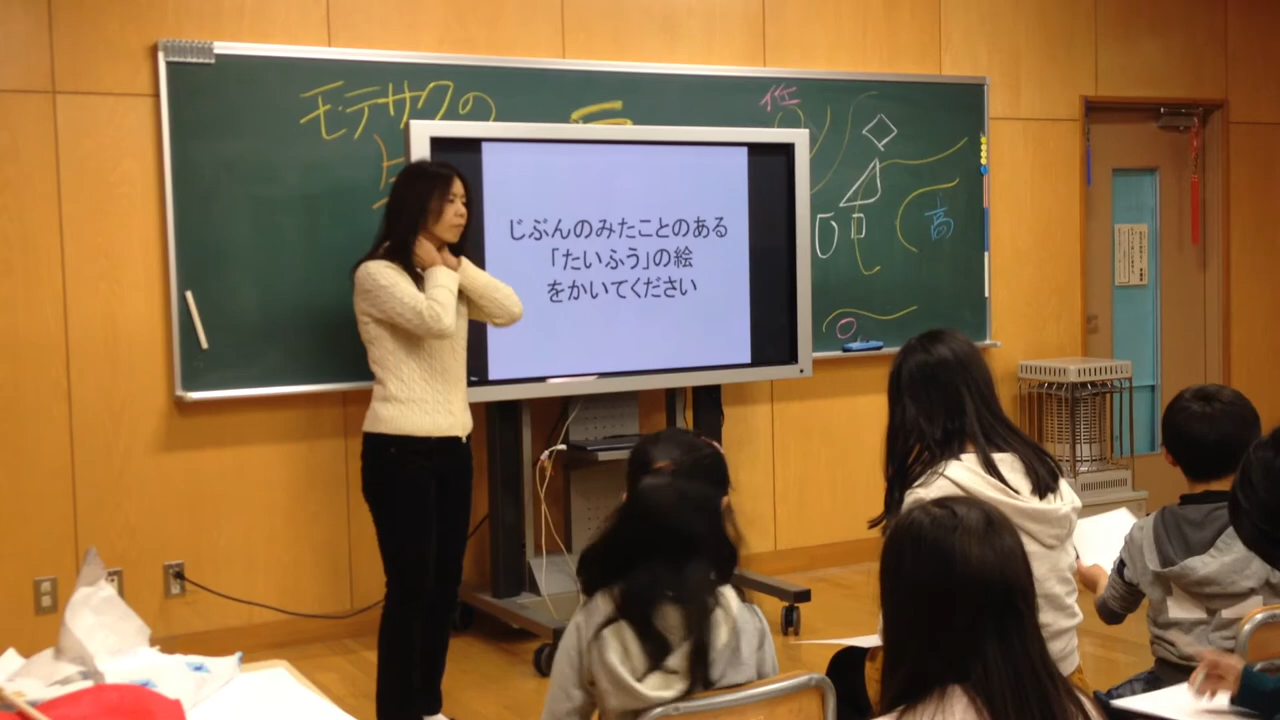 モ・テサクの
低
じぶんのみたことのある
「たいふう」の絵
をかいてください
高